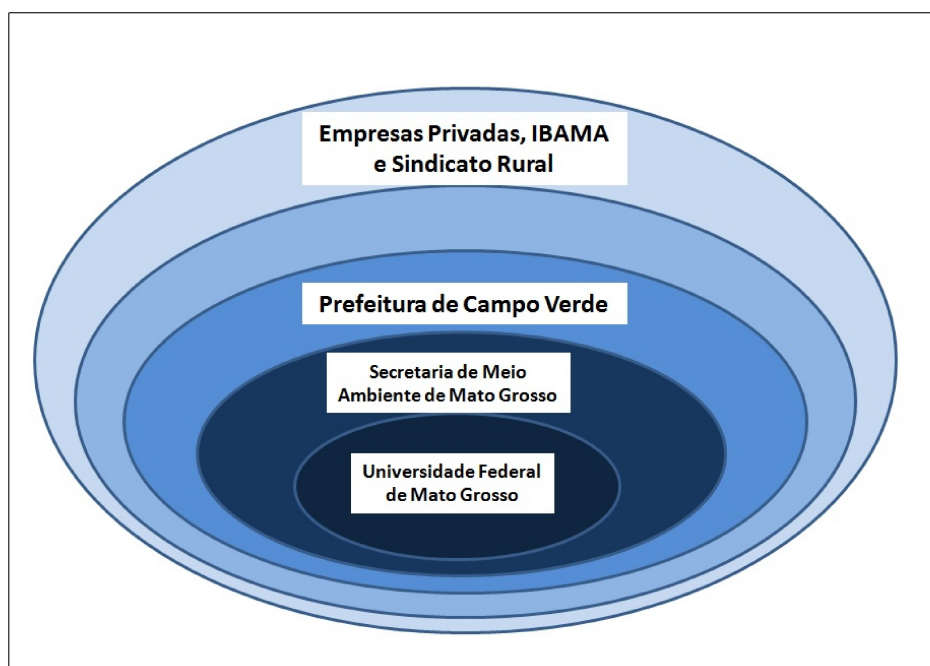 Empresas Privadas, IBAMA
e Sindicato Rural
Prefeitura de Campo Verde
Secretaria de Meio
Ambiente de Mato Grosso
Universidade Federal
de Mato Grosso